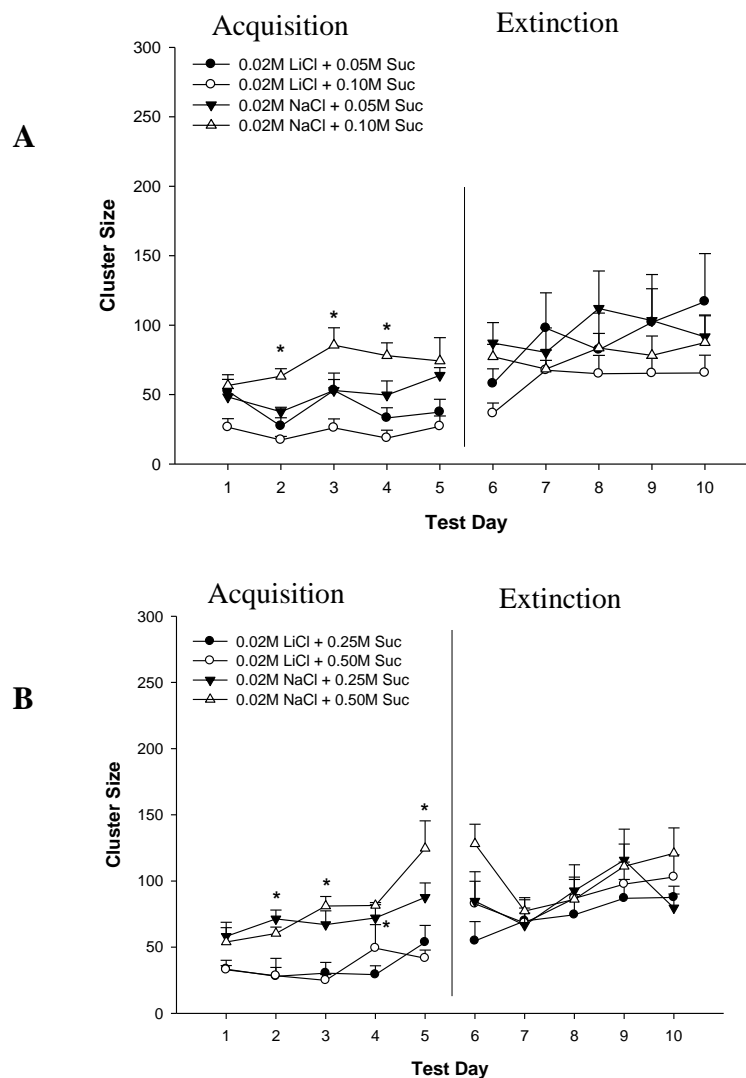 Acquisition
Extinction
A
300
250
200
150
100
50
0
Cluster Size
0.02M LiCl + 0.05M Suc
0.02M LiCl + 0.10M Suc
0.02M NaCl + 0.05M Suc
0.02M NaCl + 0.10M Suc
*
*
*
1 2 3 4 5 6 7 8 9 10
Test Day
Acquisition
Extinction
B
300
250
200
150
100
50
0
Cluster Size
0.02M LiCl + 0.25M Suc
0.02M LiCl + 0.50M Suc
0.02M NaCl + 0.25M Suc
0.02M NaCl + 0.50M Suc
*
*
*
*
1 2 3 4 5 6 7 8 9 10
Test Day